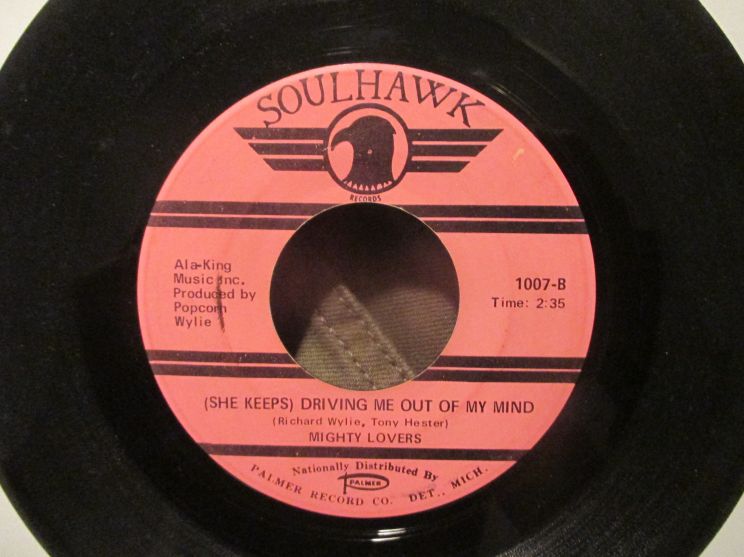 SOULHAWK
RECORDS
Ala-King
Music Inc.
Produced by
Popcorn
Wylie
1007-B
Time: 2:35
(SHE KEEPS) DRIVING ME OUT OF MY MIND
(Richard Wylie, Tony Hester)
MIGHTY LOVERS
Nationally Distributed By
PALMER
PALMER RECORD CO. DET., MICH.